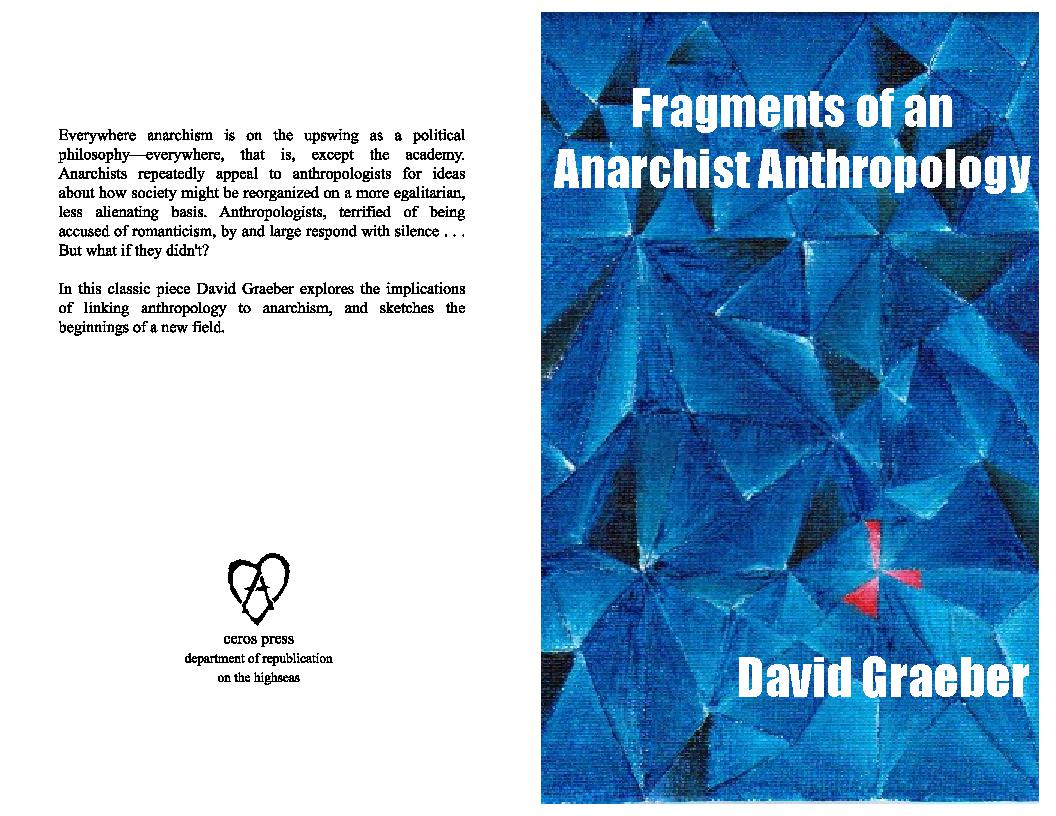 Everywhere anarchism is on the upswing as a political
philosophy—everywhere, that is, except the academy.
Anarchists repeatedly appeal to anthropologists for ideas
about how society might be reorganized on a more egalitarian,
less alienating basis. Anthropologists, terrified of being
accused of romanticism, by and large respond with silence . . .
But what if they didn't?
In this classic piece David Graeber explores the implications
of linking anthropology to anarchism, and sketches the
beginnings of a new field.
ceros press
department of republication
on the highseas
Fragments of an
Anarchist Anthropology
David Graeber